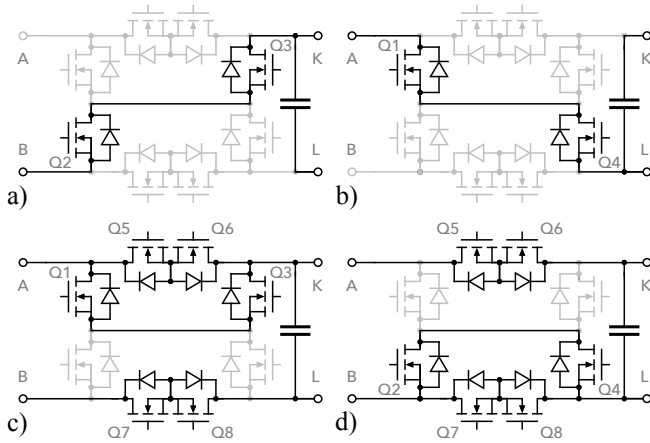 A Q3 K
B Q2 L
a)
A Q1 K
B Q4 L
b)
Q5 Q6
A Q1 Q3 K
B L
Q7 Q8
c)
Q5 Q6
A K
B Q2 Q4 L
Q7 Q8
d)